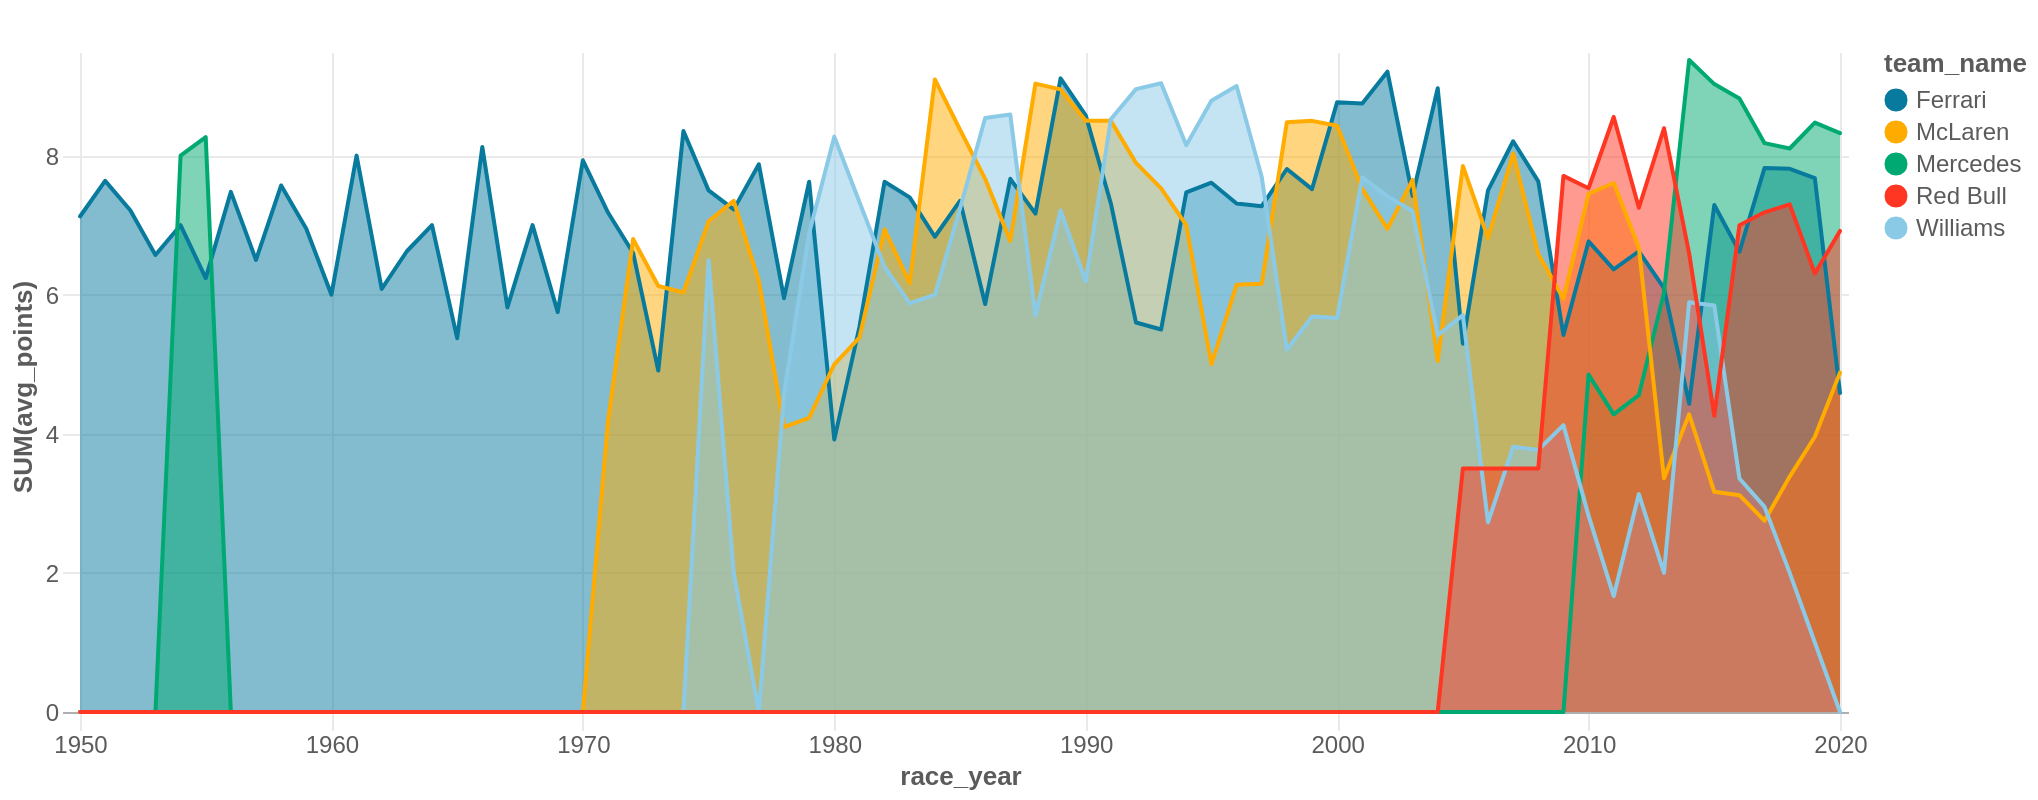 team_name
Ferrari
McLaren
Mercedes
Red Bull
Williams
SUM(avg_points)
8
6
4
2
0
1950 1960 1970 1980 1990 2000 2010 2020
race_year